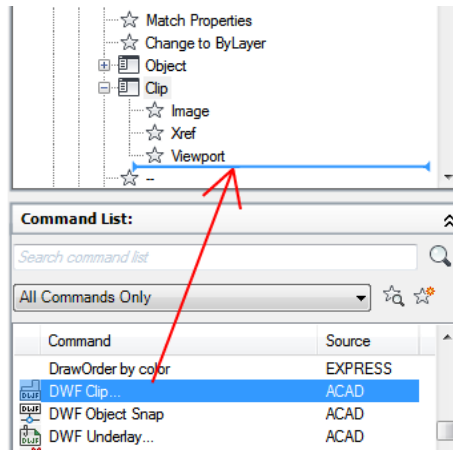 Match Properties
Change to ByLayer
Object
Clip
Image
Xref
Viewport
--
Command List:
Search command list
All Commands Only
Command Source
DrawOrder by color EXPRESS
DWF Clip... ACAD
DWF Object Snap ACAD
DWF Underlay... ACAD